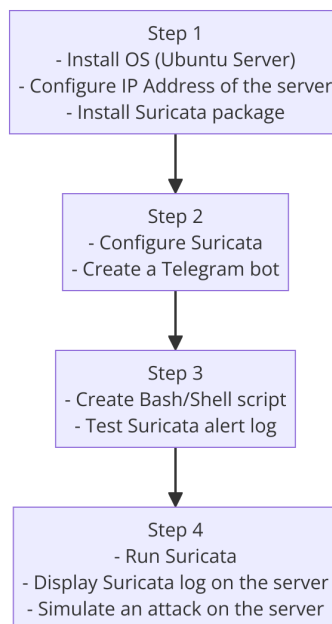 Step 1
- Install OS (Ubuntu Server)
- Configure IP Address of the server
- Install Suricata package
Step 2
- Configure Suricata
- Create a Telegram bot
Step 3
- Create Bash/Shell script
- Test Suricata alert log
Step 4
- Run Suricata
- Display Suricata log on the server
- Simulate an attack on the server